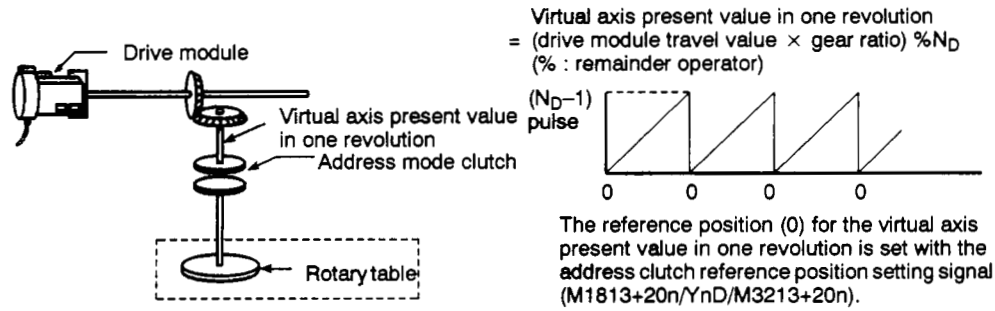 Drive module
Virtual axis present value
in one revolution
Address mode clutch
Rotary table
Virtual axis present value in one revolution
= (drive module travel value × gear ratio) %N_D
(% : remainder operator)
(N_D–1)
pulse
0 0 0 0
The reference position (0) for the virtual axis
present value in one revolution is set with the
address clutch reference position setting signal
(M1813+20n/YnD/M3213+20n).